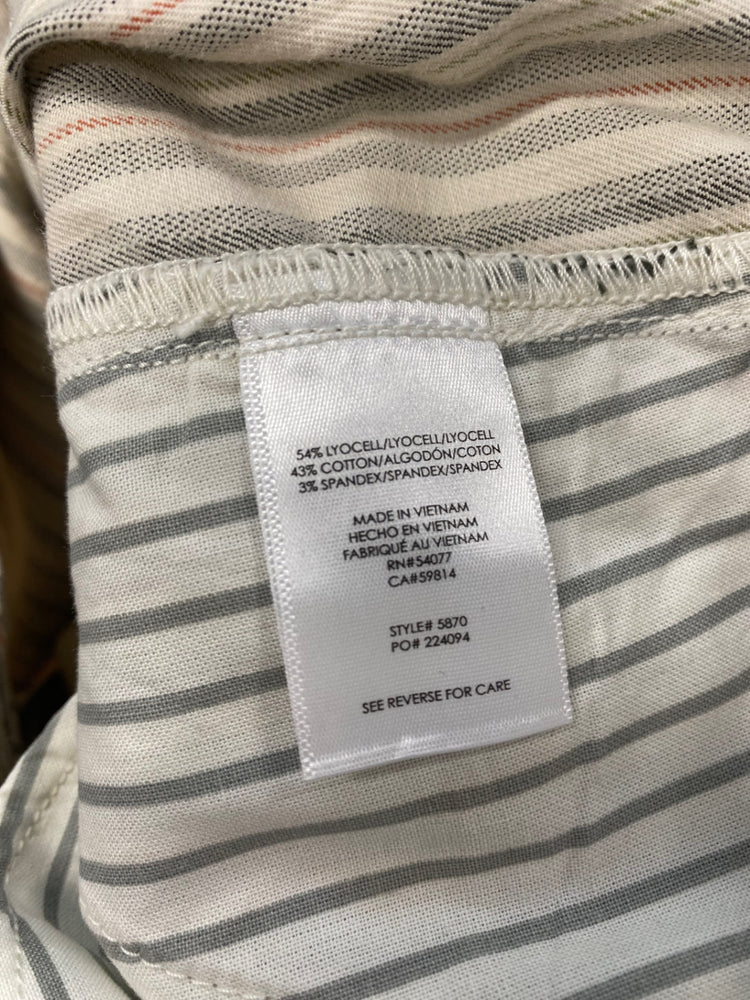 54% LYOCELL/LYOCELL/LYOCELL
43% COTTON/ALGODÓN/COTON
3% SPANDEX/SPANDEX/SPANDEX
MADE IN VIETNAM
HECHO EN VIETNAM
FABRIQUÉ AU VIETNAM
RN#54077
CA#59814
STYLE# 5870
PO# 224094
SEE REVERSE FOR CARE